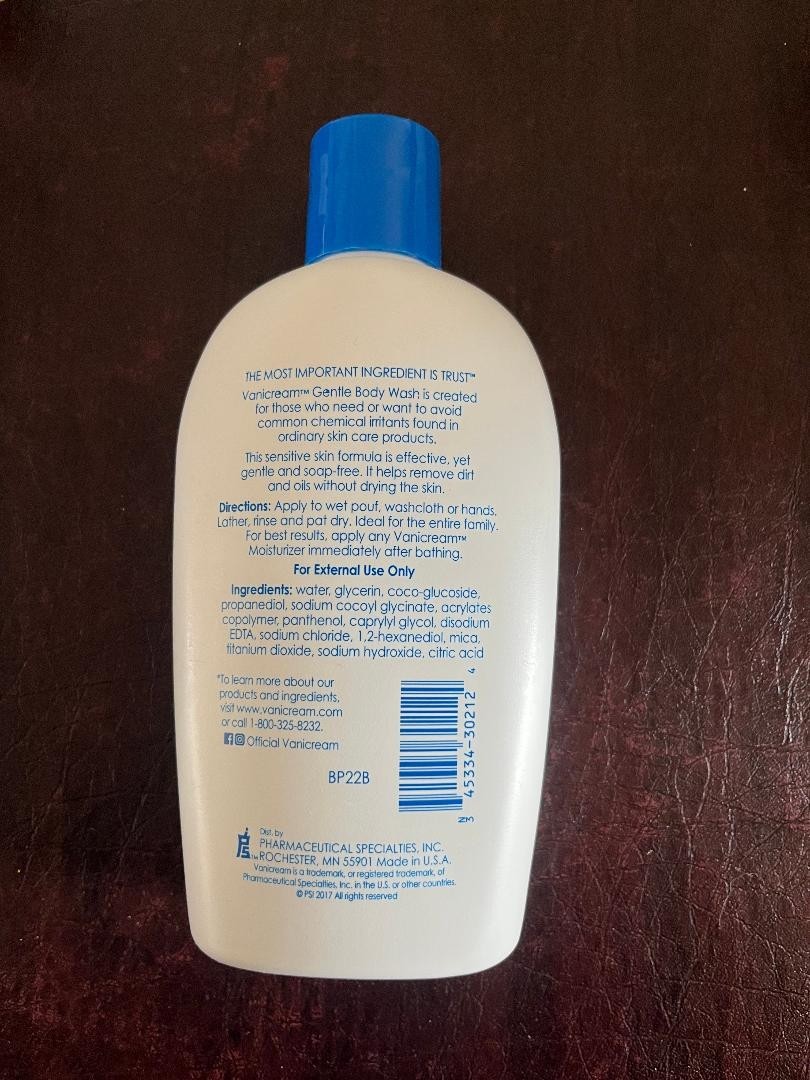 THE MOST IMPORTANT INGREDIENT IS TRUST™
Vanicream™ Gentle Body Wash is created
for those who need or want to avoid
common chemical irritants found in
ordinary skin care products.
This sensitive skin formula is effective, yet
gentle and soap-free. It helps remove dirt
and oils without drying the skin.
Directions: Apply to wet pouf, washcloth or hands.
Lather, rinse and pat dry. Ideal for the entire family.
For best results, apply any Vanicream™
Moisturizer immediately after bathing.
For External Use Only
Ingredients: water, glycerin, coco-glucoside,
propanediol, sodium cocoyl glycinate, acrylates
copolymer, panthenol, caprylyl glycol, disodium
EDTA, sodium chloride, 1,2-hexanediol, mica,
titanium dioxide, sodium hydroxide, citric acid
*To learn more about our
products and ingredients,
visit www.vanicream.com
or call 1-800-325-8232.
Official Vanicream
BP22B
N 3 45334-30212 4
Dist. by
PHARMACEUTICAL SPECIALTIES, INC.
ROCHESTER, MN 55901 Made in U.S.A.
Vanicream is a trademark, or registered trademark, of
Pharmaceutical Specialties, Inc. in the U.S. or other countries.
© PSI 2017 All rights reserved